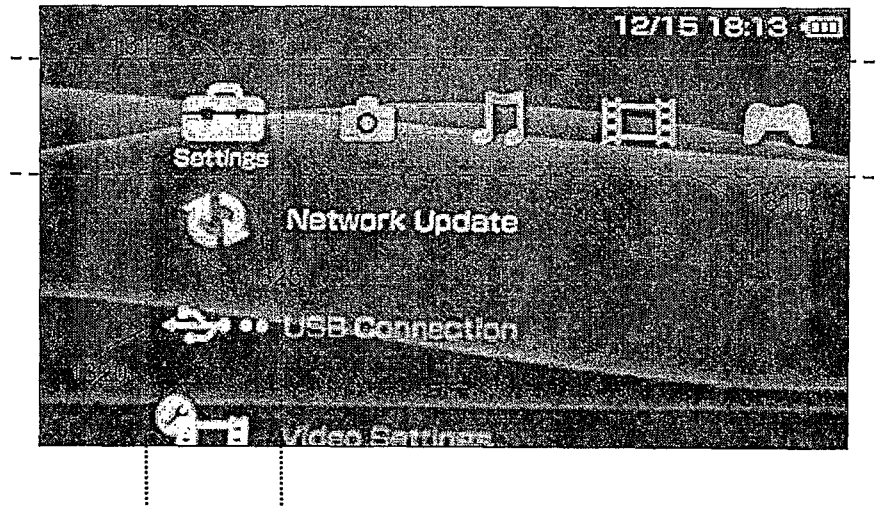 12/15 18:13
Settings
Network Update
USB Connection
Video Settings